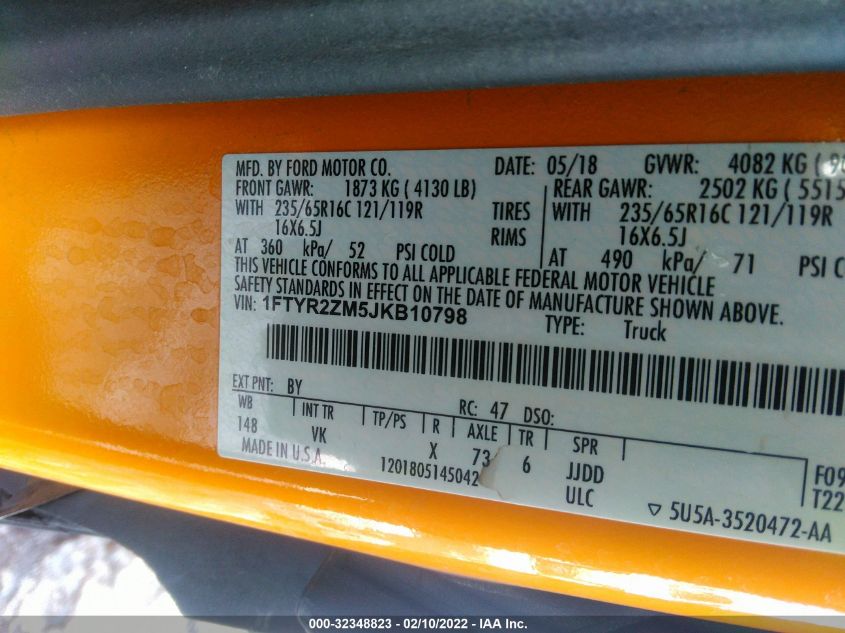 MFD. BY FORD MOTOR CO. DATE: 05/18 GVWR: 4082 KG (
FRONT GAWR: 1873 KG ( 4130 LB) REAR GAWR: 2502 KG ( 5515
WITH 235/65R16C 121/119R TIRES WITH 235/65R16C 121/119R
16X6.5J RIMS 16X6.5J
AT 360 kPa/ 52 PSI COLD AT 490 kPa/ 71 PSI
THIS VEHICLE CONFORMS TO ALL APPLICABLE FEDERAL MOTOR VEHICLE
SAFETY STANDARDS IN EFFECT ON THE DATE OF MANUFACTURE SHOWN ABOVE.
VIN: 1FTYR2ZM5JKB10798 TYPE: Truck
EXT PNT: BY RC: 47 DSO:
WB INT TR TP/PS R AXLE TR SPR
148 VK X 73 6 JJDD F09
MADE IN U.S.A. 1201805145042 ULC T22
▽ 5U5A-3520472-AA
000-32348823 – 02/10/2022 – IAA Inc.